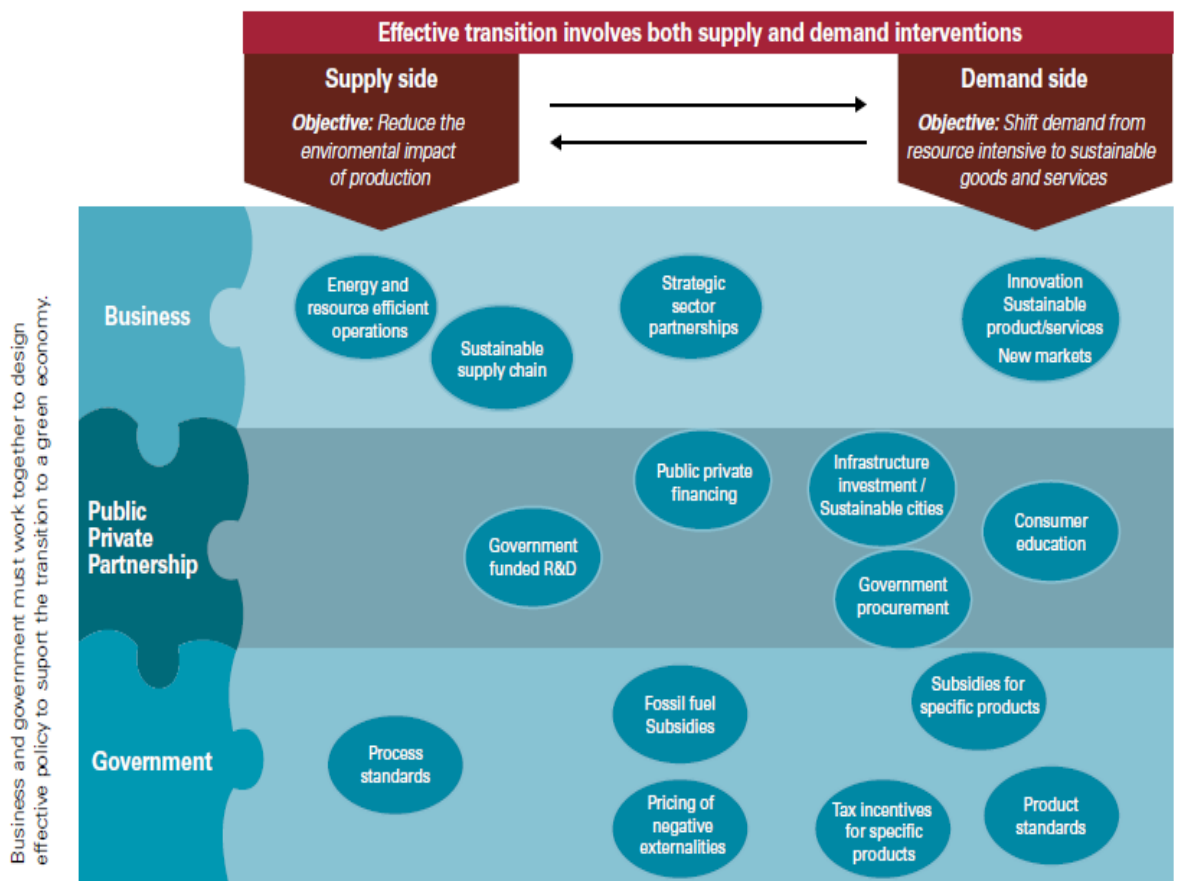 Effective transition involves both supply and demand interventions
Supply side
Objective: Reduce the
enviromental impact
of production
Demand side
Objective: Shift demand from
resource intensive to sustainable
goods and services
Business and government must work together to design
effective policy to suport the transition to a green economy.
Business
Energy and
resource efficient
operations
Sustainable
supply chain
Strategic
sector
partnerships
Innovation
Sustainable
product/services
New markets
Public
Private
Partnership
Government
funded R&D
Public private
financing
Infrastructure
investment /
Sustainable cities
Government
procurement
Consumer
education
Government
Process
standards
Fossil fuel
Subsidies
Pricing of
negative
externalities
Subsidies for
specific products
Tax incentives
for specific
products
Product
standards